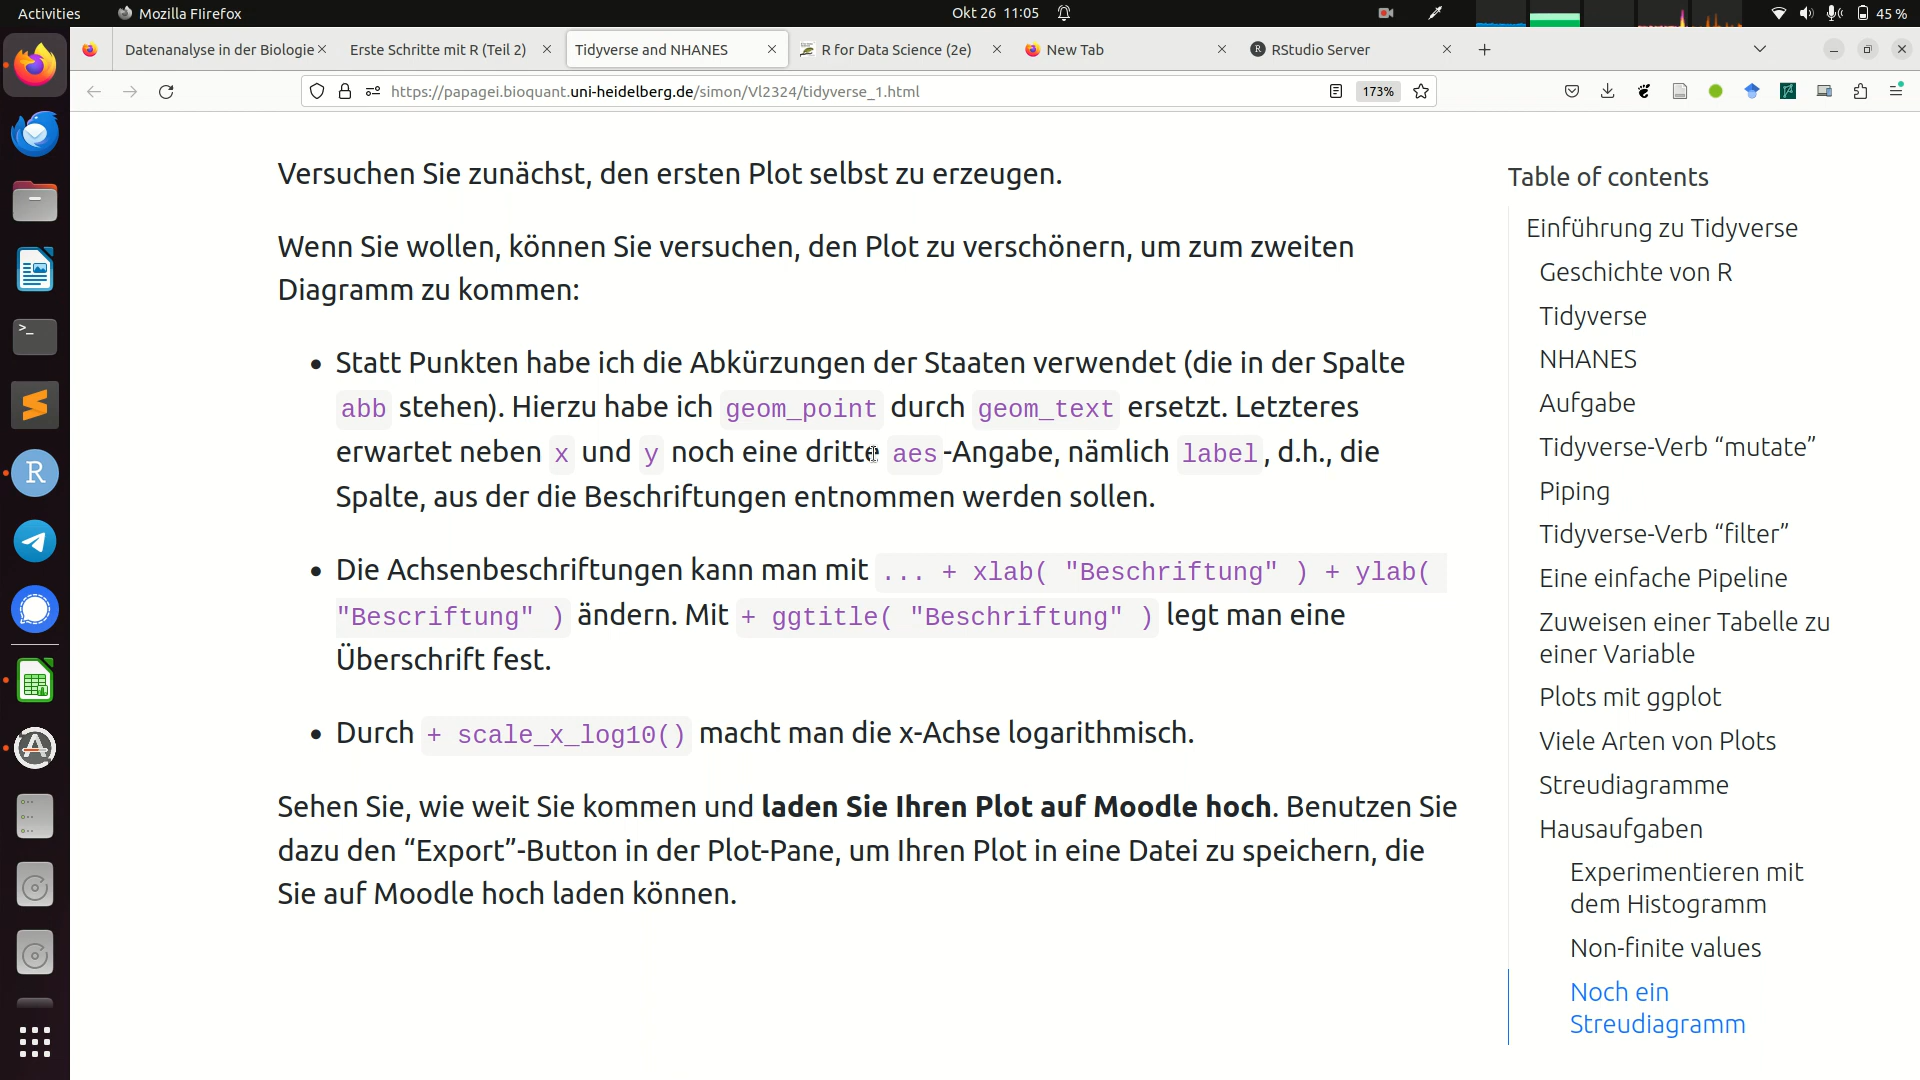 Activities
Mozilla FIirefox
Okt 26 11:05
45 %
Datenanalyse in der Biologie
Erste Schritte mit R (Teil 2)
Tidyverse and NHANES
R for Data Science (2e)
New Tab
RStudio Server
https://papagei.bioquant.uni-heidelberg.de/simon/Vl2324/tidyverse_1.html
173%
Versuchen Sie zunächst, den ersten Plot selbst zu erzeugen.
Wenn Sie wollen, können Sie versuchen, den Plot zu verschönern, um zum zweiten
Diagramm zu kommen:
• Statt Punkten habe ich die Abkürzungen der Staaten verwendet (die in der Spalte
abb stehen). Hierzu habe ich geom_point durch geom_text ersetzt. Letzteres
erwartet neben x und y noch eine dritte aes-Angabe, nämlich label, d.h., die
Spalte, aus der die Beschriftungen entnommen werden sollen.
• Die Achsenbeschriftungen kann man mit ... + xlab( "Beschriftung" ) + ylab(
"Bescriftung" ) ändern. Mit + ggtitle( "Beschriftung" ) legt man eine
Überschrift fest.
• Durch + scale_x_log10() macht man die x-Achse logarithmisch.
Sehen Sie, wie weit Sie kommen und laden Sie Ihren Plot auf Moodle hoch. Benutzen Sie
dazu den “Export”-Button in der Plot-Pane, um Ihren Plot in eine Datei zu speichern, die
Sie auf Moodle hoch laden können.
Table of contents
Einführung zu Tidyverse
Geschichte von R
Tidyverse
NHANES
Aufgabe
Tidyverse-Verb “mutate”
Piping
Tidyverse-Verb “filter”
Eine einfache Pipeline
Zuweisen einer Tabelle zu
einer Variable
Plots mit ggplot
Viele Arten von Plots
Streudiagramme
Hausaufgaben
Experimentieren mit
dem Histogramm
Non-finite values
Noch ein
Streudiagramm